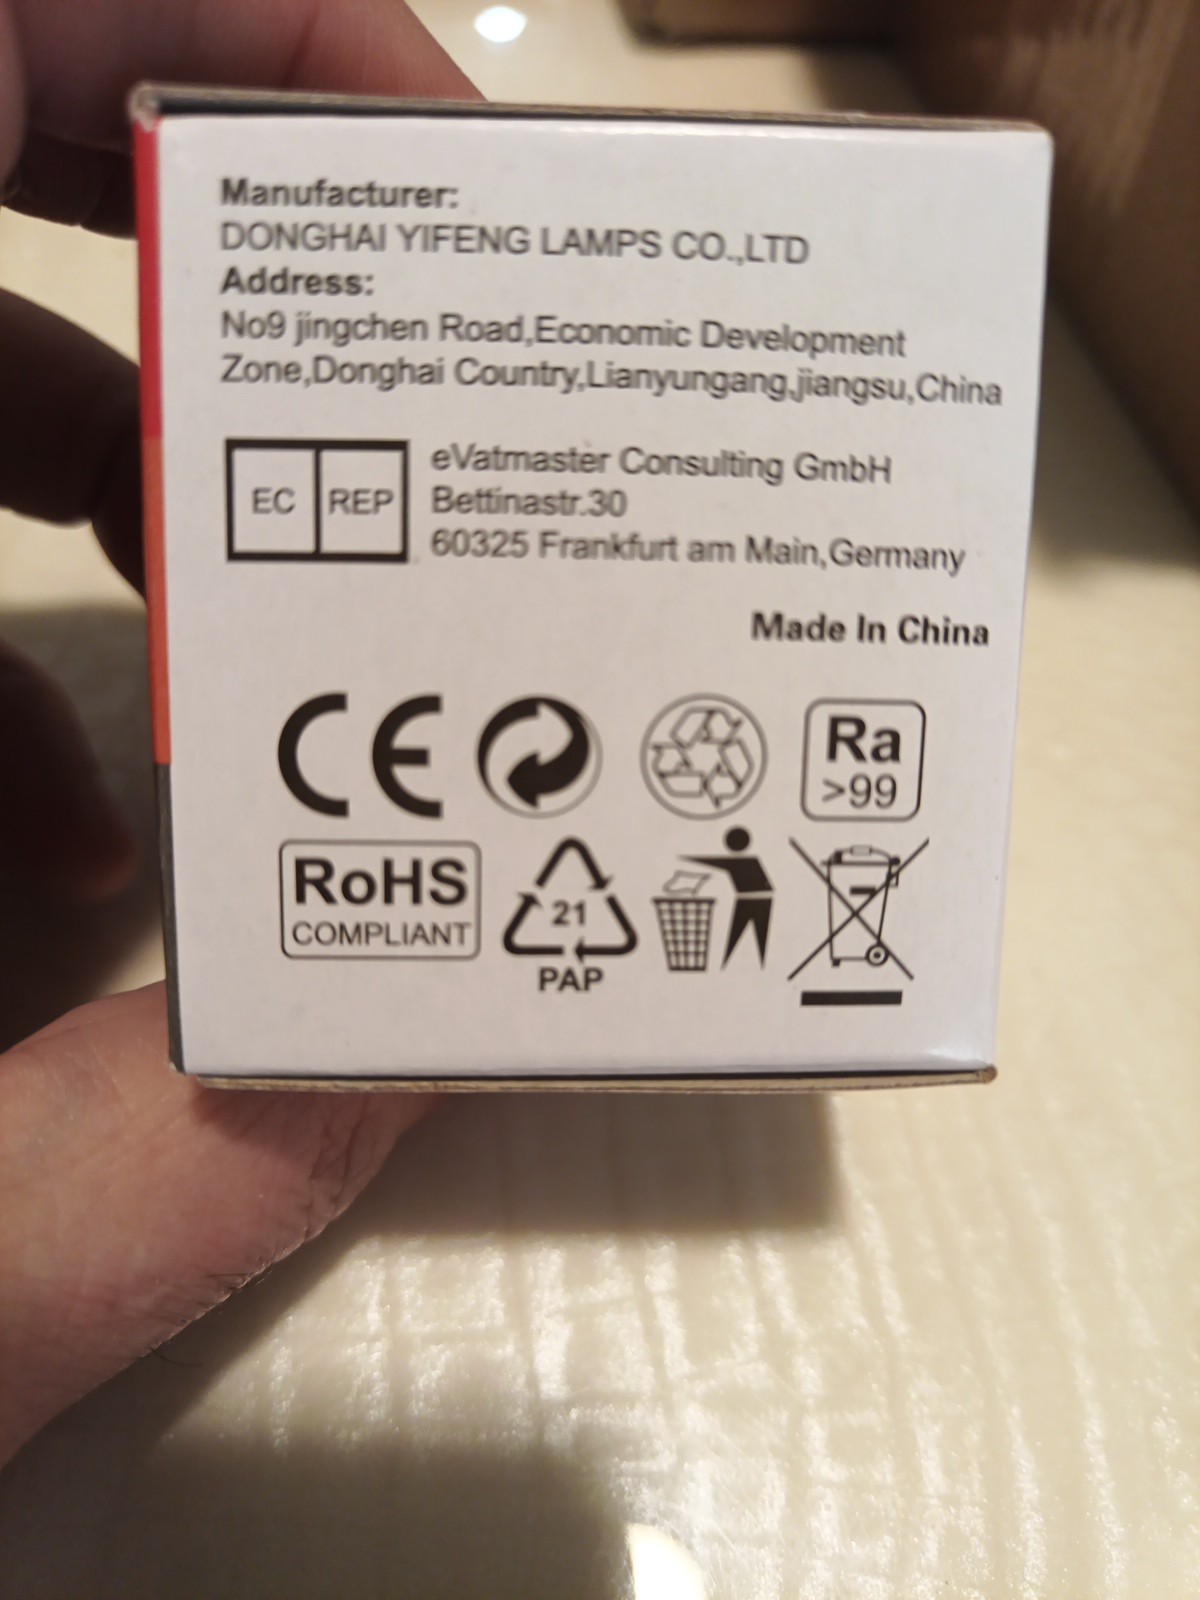 Manufacturer:
DONGHAI YIFENG LAMPS CO.,LTD
Address:
No9 jingchen Road,Economic Development
Zone,Donghai Country,Lianyungang,jiangsu,China
EC REP
eVatmaster Consulting GmbH
Bettinastr.30
60325 Frankfurt am Main,Germany
Made In China
CE
Ra
>99
RoHS
COMPLIANT
21
PAP